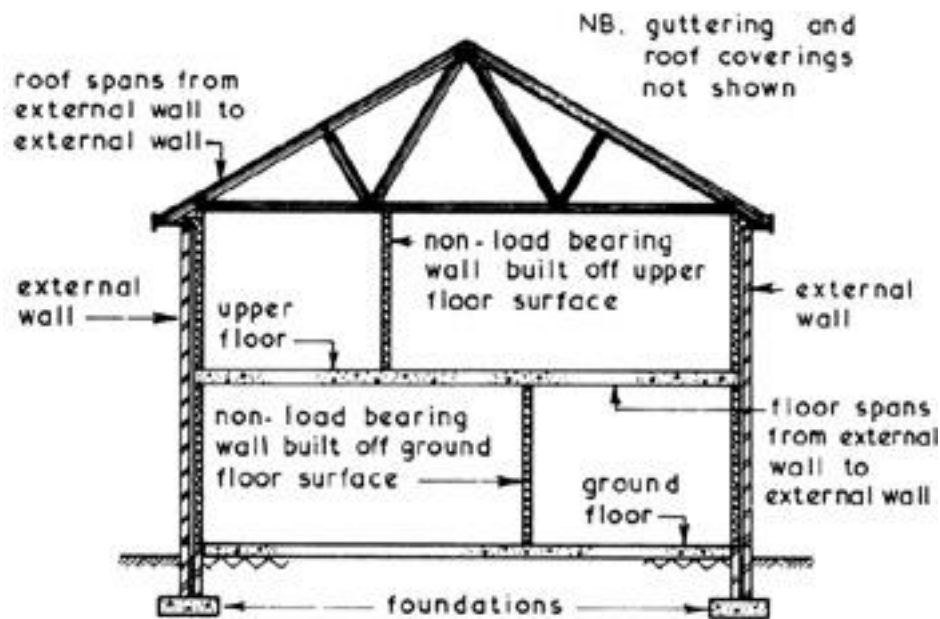 NB. guttering and
roof coverings
not shown
roof spans from
external wall to
external wall
non-load bearing
wall built off upper
floor surface
external
wall
upper
floor
external
wall
non-load bearing
wall built off ground
floor surface
ground
floor
floor spans
from external
wall to
external wall
foundations